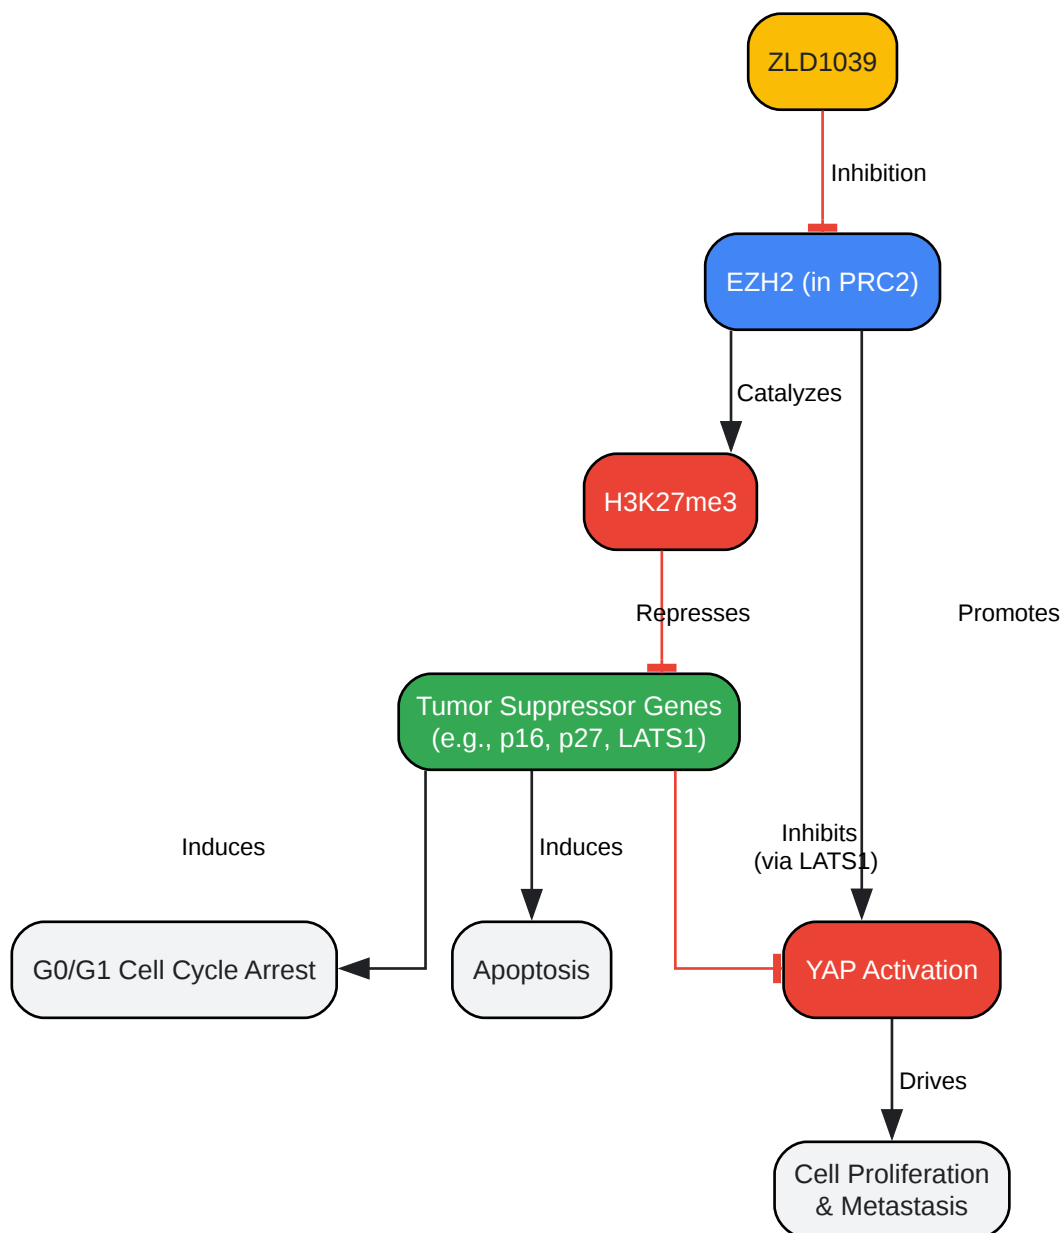 ZLD1039
Inhibition
EZH2 (in PRC2)
Catalyzes
H3K27me3
Represses
Promotes
Tumor Suppressor Genes
(e.g., p16, p27, LATS1)
Induces
Induces
Inhibits
(via LATS1)
G0/G1 Cell Cycle Arrest
Apoptosis
YAP Activation
Drives
Cell Proliferation
& Metastasis